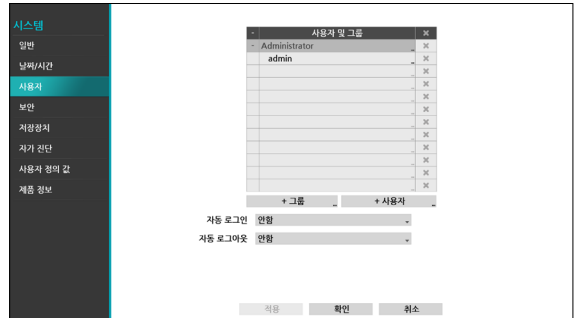 시스템
일반
날짜/시간
사용자
보안
저장장치
자가 진단
사용자 정의 값
제품 정보
- 사용자 및 그룹 ×
- Administrator ... ×
admin ... ×
+ 그룹 ... + 사용자 ...
자동 로그인 안함
자동 로그아웃 안함
적용 확인 취소